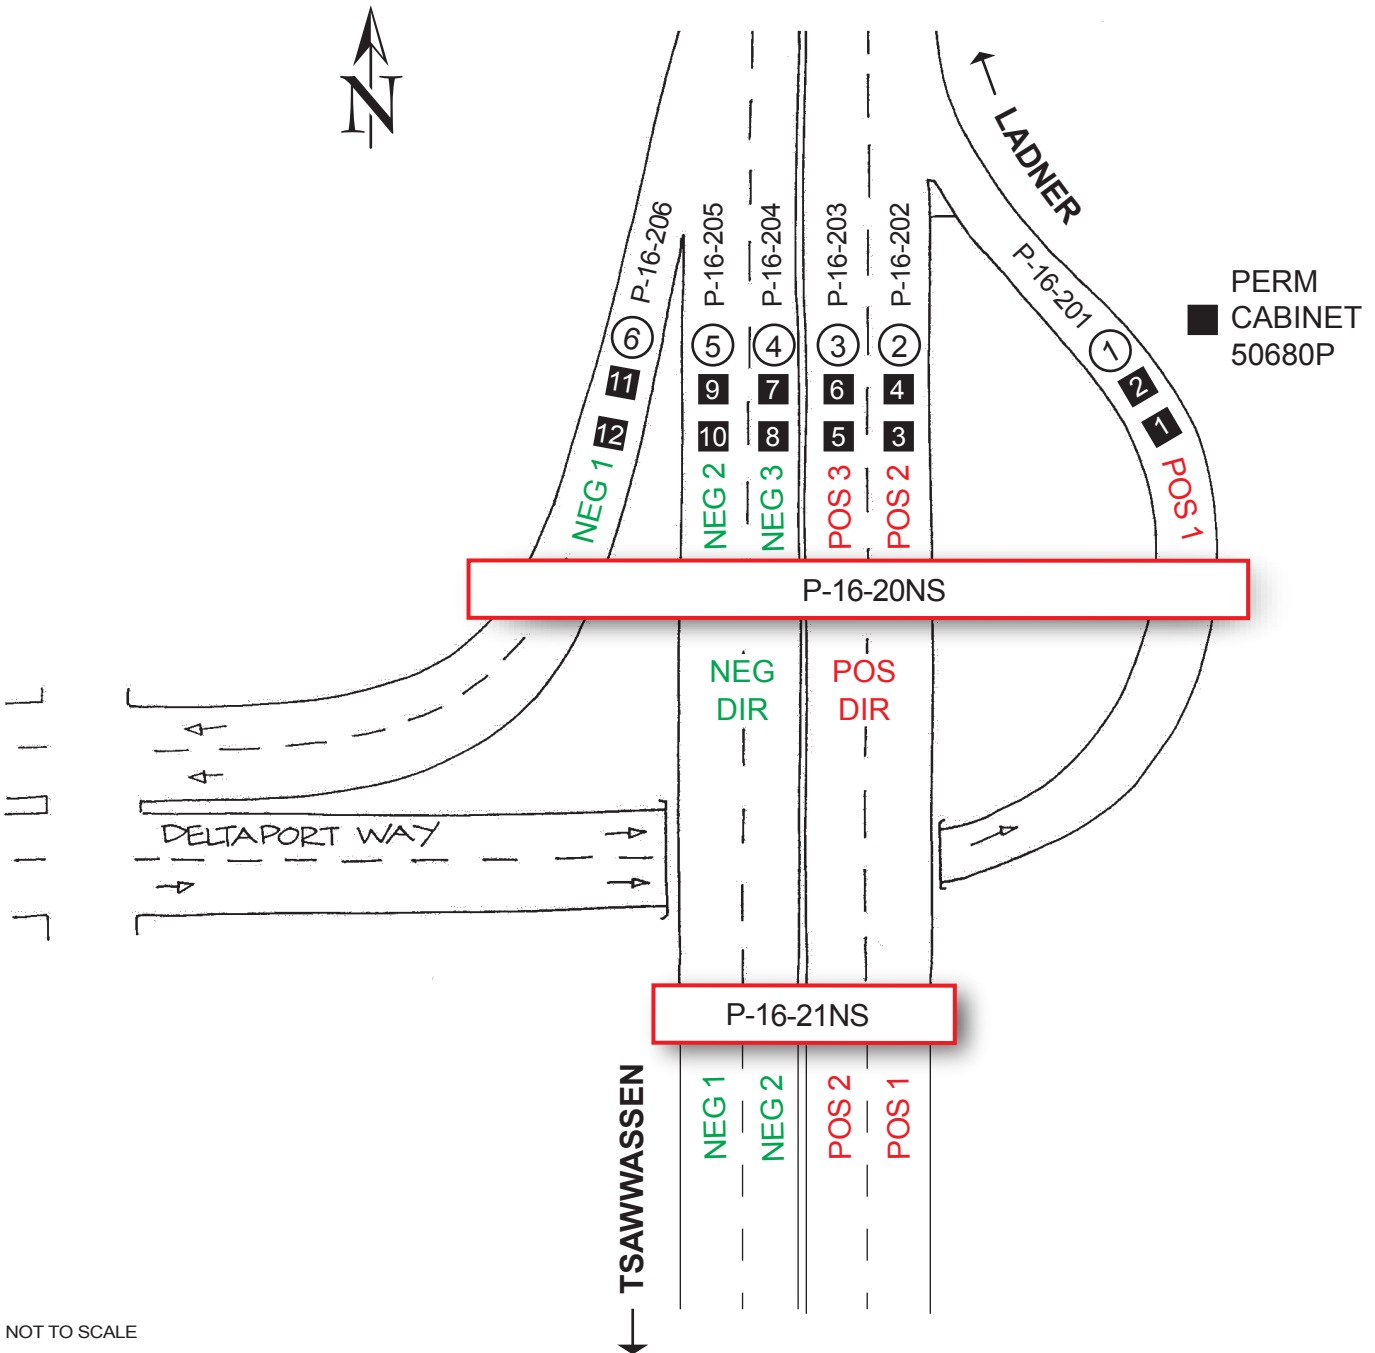 N
LADNER
P-16-206
P-16-205
P-16-204
P-16-203
P-16-202
P-16-201
PERM
CABINET
50680P
6
5
4
3
2
1
11
9
7
6
4
2
12
10
8
5
3
1
NEG 1
NEG 2
NEG 3
POS 3
POS 2
POS 1
P-16-20NS
NEG
DIR
POS
DIR
DELTAPORT WAY
P-16-21NS
TSAWWASSEN
NEG 1
NEG 2
POS 2
POS 1
NOT TO SCALE